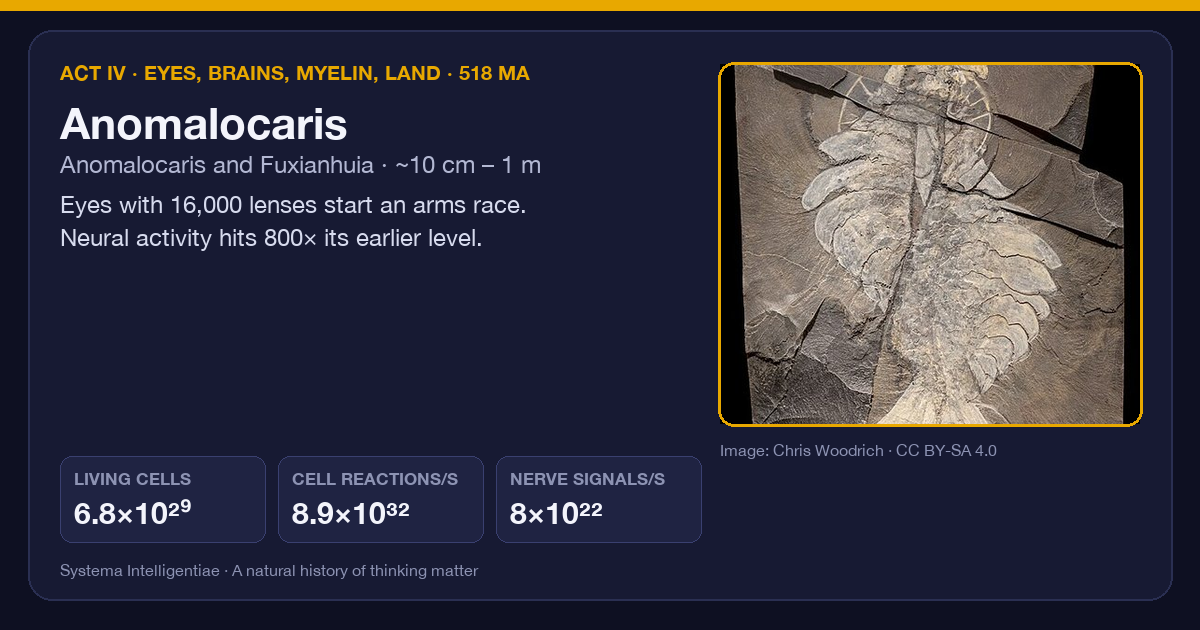 ACT IV · EYES, BRAINS, MYELIN, LAND · 518 MA
Anomalocaris
Anomalocaris and Fuxianhuia · ~10 cm – 1 m
Eyes with 16,000 lenses start an arms race.
Neural activity hits 800× its earlier level.
Image: Chris Woodrich · CC BY-SA 4.0
LIVING CELLS
6.8×10²⁹
CELL REACTIONS/S
8.9×10³²
NERVE SIGNALS/S
8×10²²
Systema Intelligentiae · A natural history of thinking matter